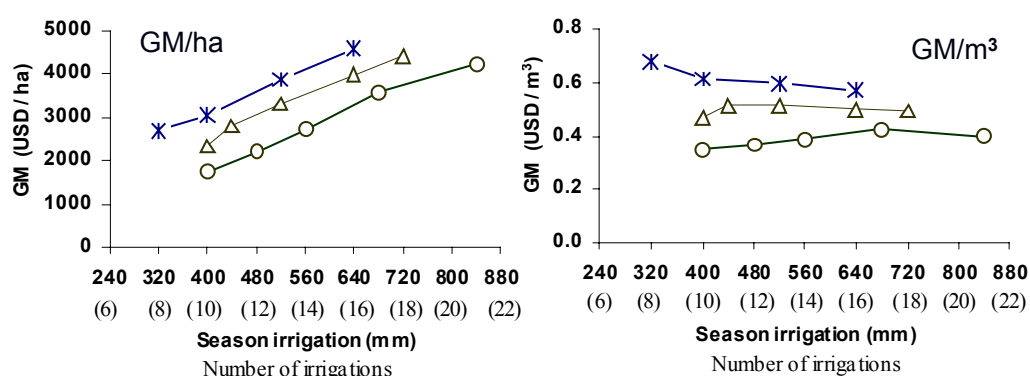 GM/ha
GM (USD / ha)
5000
4000
3000
2000
1000
0
240 320 400 480 560 640 720 800 880
(6) (8) (10) (12) (14) (16) (18) (20) (22)
Season irrigation (mm)
Number of irrigations
GM/m³
GM (USD / m³)
0.8
0.6
0.4
0.2
0.0
240 320 400 480 560 640 720 800 880
(6) (8) (10) (12) (14) (16) (18) (20) (22)
Season irrigation (mm)
Number of irrigations